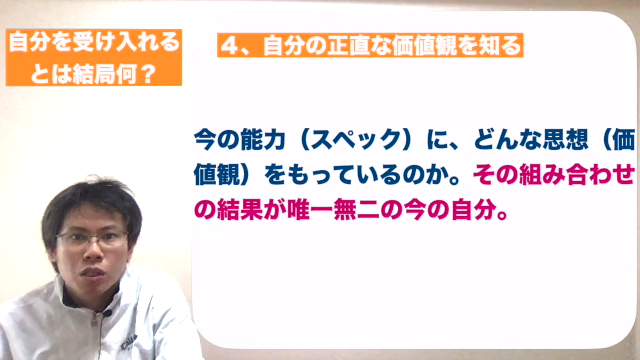 自分を受け入れる
とは結局何？
４、自分の正直な価値観を知る
今の能力（スペック）に、どんな思想（価
値観）をもっているのか。その組み合わせ
の結果が唯一無二の今の自分。